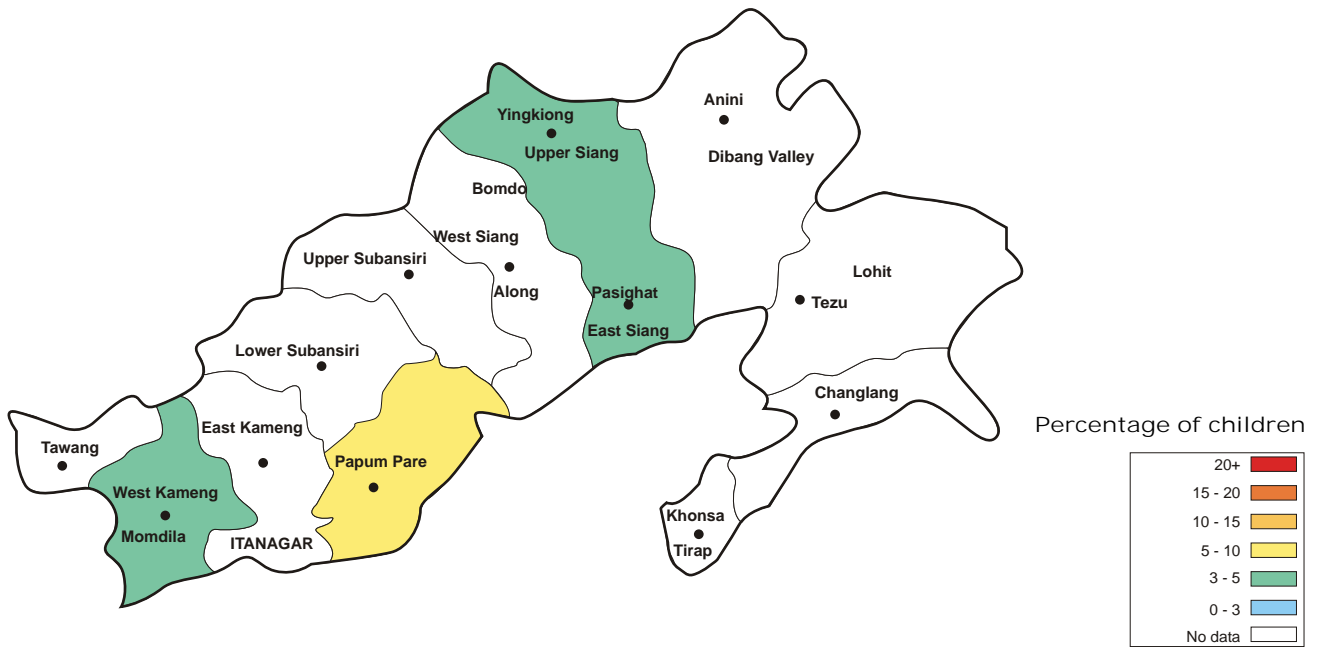 Anini
Yingkiong
Upper Siang
Dibang Valley
Bomdo
West Siang
Upper Subansiri
Lohit
Along
Pasighat
Tezu
East Siang
Lower Subansiri
Changlang
Percentage of children
East Kameng
Tawang
Papum Pare
20+
West Kameng
15 - 20
Khonsa
10 - 15
Momdila
ITANAGAR
Tirap
5 - 10
3 - 5
0 - 3
No data